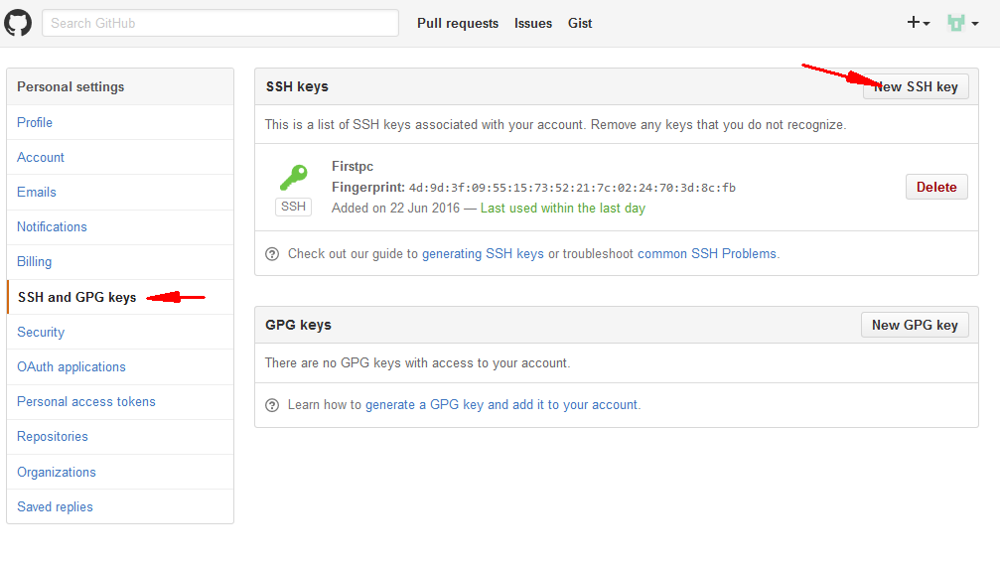 Search GitHub
Pull requests Issues Gist
Personal settings
Profile
Account
Emails
Notifications
Billing
SSH and GPG keys
Security
OAuth applications
Personal access tokens
Repositories
Organizations
Saved replies
SSH keys
New SSH key
This is a list of SSH keys associated with your account. Remove any keys that you do not recognize.
SSH
Firstpc
Fingerprint: 4d:9d:3f:09:55:15:73:52:21:7c:02:24:70:3d:8c:fb
Added on 22 Jun 2016 — Last used within the last day
Delete
Check out our guide to generating SSH keys or troubleshoot common SSH Problems.
GPG keys
New GPG key
There are no GPG keys with access to your account.
Learn how to generate a GPG key and add it to your account.